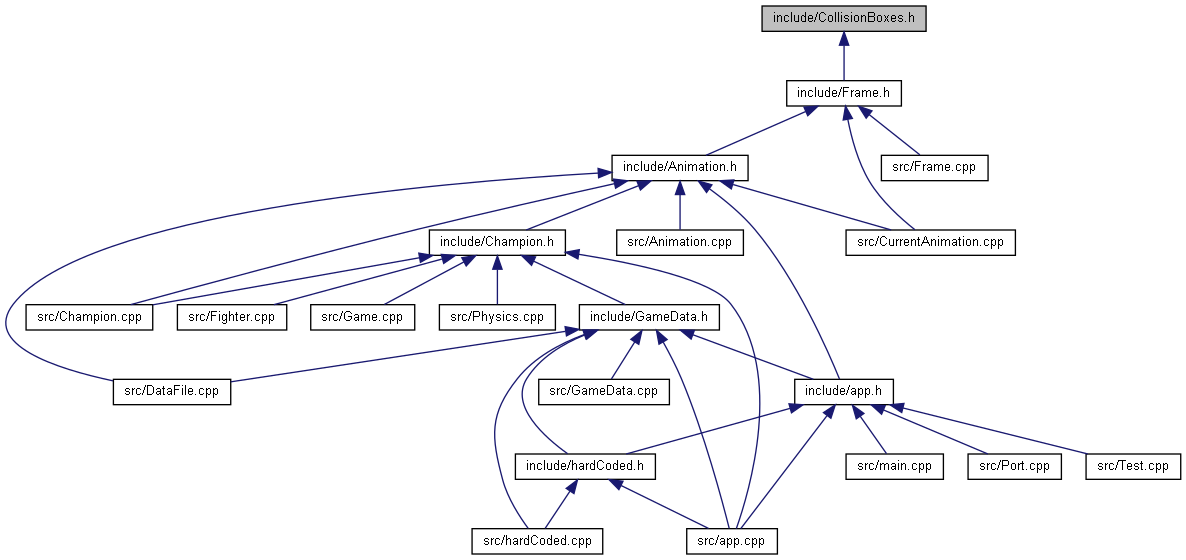 include/CollisionBoxes.h
include/Frame.h
include/Animation.h
src/Frame.cpp
include/Champion.h
src/Animation.cpp
src/CurrentAnimation.cpp
src/Champion.cpp
src/Fighter.cpp
src/Game.cpp
src/Physics.cpp
include/GameData.h
src/DataFile.cpp
src/GameData.cpp
include/app.h
include/hardCoded.h
src/main.cpp
src/Port.cpp
src/Test.cpp
src/hardCoded.cpp
src/app.cpp